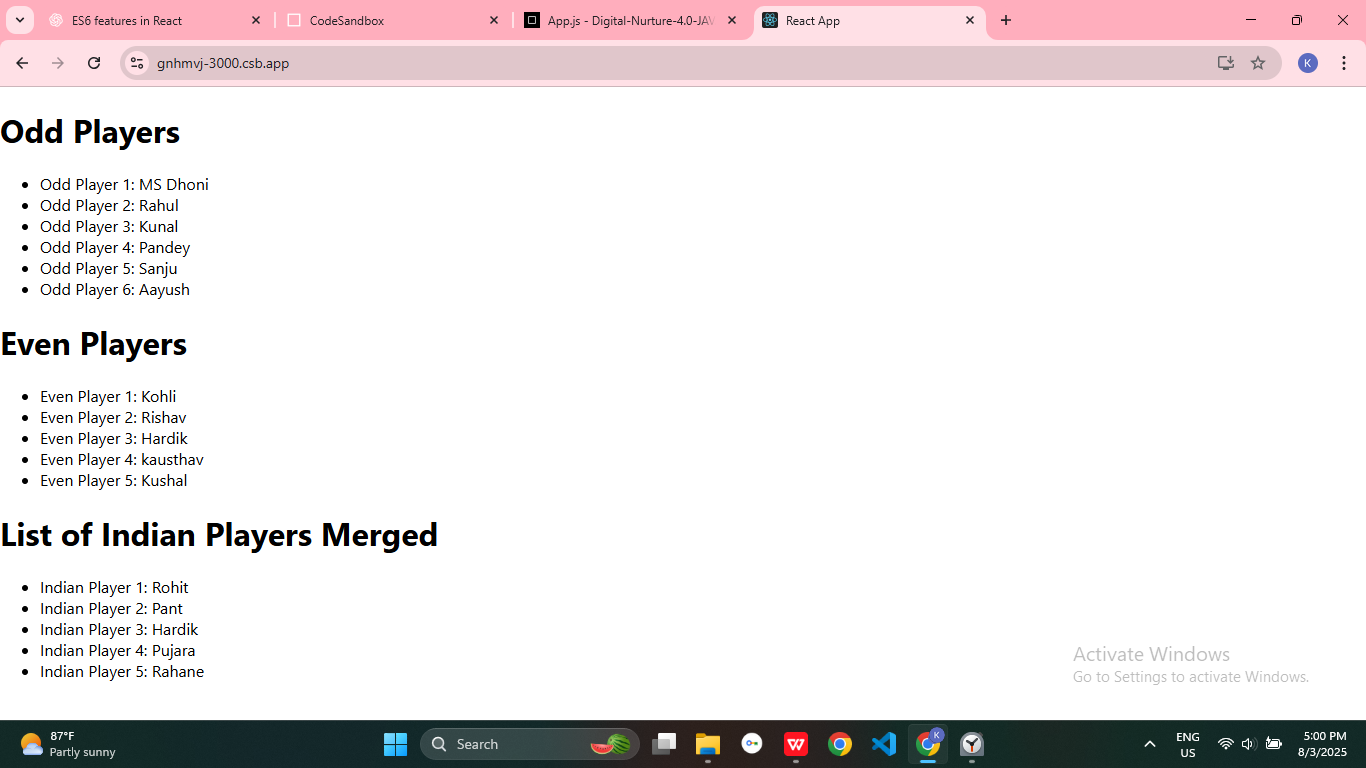 ES6 features in React
CodeSandbox
App.js - Digital-Nurture-4.0-JAV
React App
gnhmvj-3000.csb.app
K
Odd Players
Odd Player 1: MS Dhoni
Odd Player 2: Rahul
Odd Player 3: Kunal
Odd Player 4: Pandey
Odd Player 5: Sanju
Odd Player 6: Aayush
Even Players
Even Player 1: Kohli
Even Player 2: Rishav
Even Player 3: Hardik
Even Player 4: kausthav
Even Player 5: Kushal
List of Indian Players Merged
Indian Player 1: Rohit
Indian Player 2: Pant
Indian Player 3: Hardik
Indian Player 4: Pujara
Indian Player 5: Rahane
Activate Windows
Go to Settings to activate Windows.
87°F
Partly sunny
Search
W
K
ENG
US
5:00 PM
8/3/2025